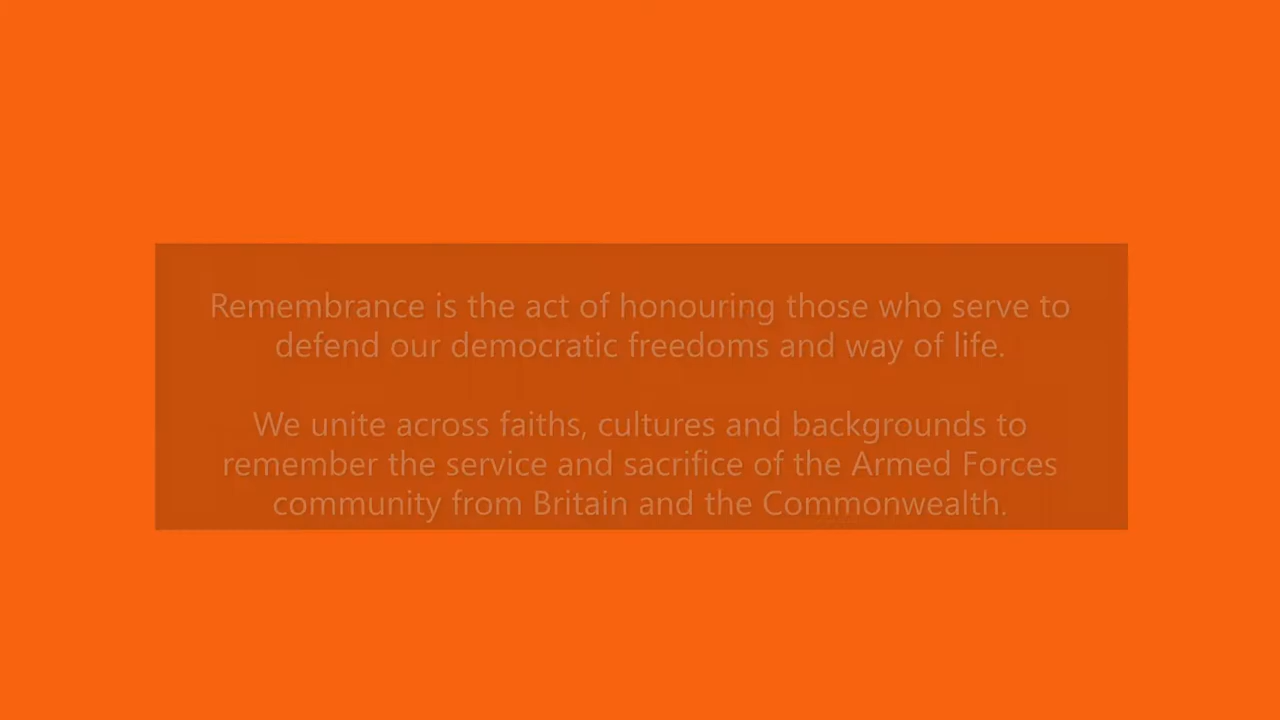 Remembrance is the act of honouring those who serve to
defend our democratic freedoms and way of life.
We unite across faiths, cultures and backgrounds to
remember the service and sacrifice of the Armed Forces
community from Britain and the Commonwealth.